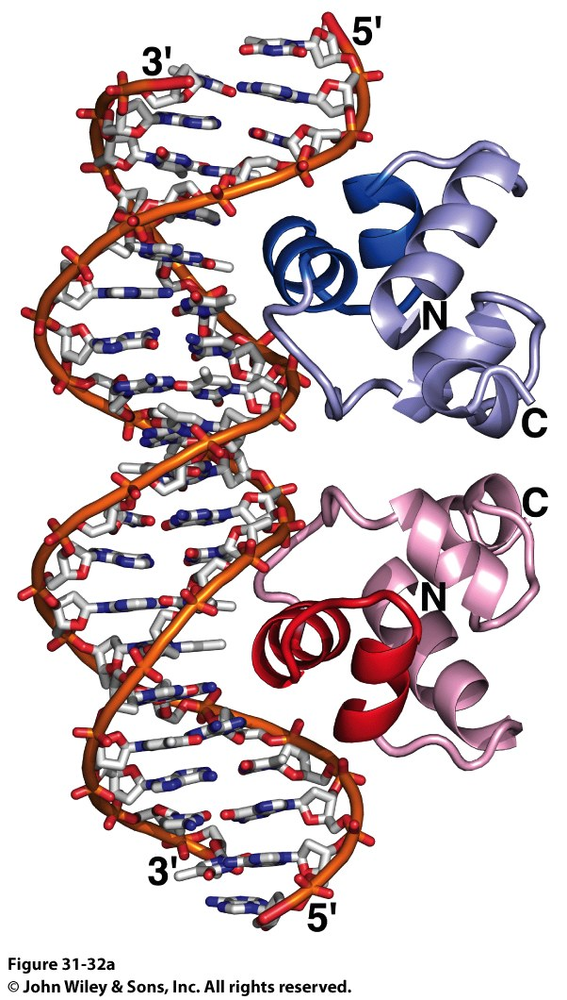 5'
3'
N
C
C
N
3'
5'
Figure 31-32a
© John Wiley & Sons, Inc. All rights reserved.